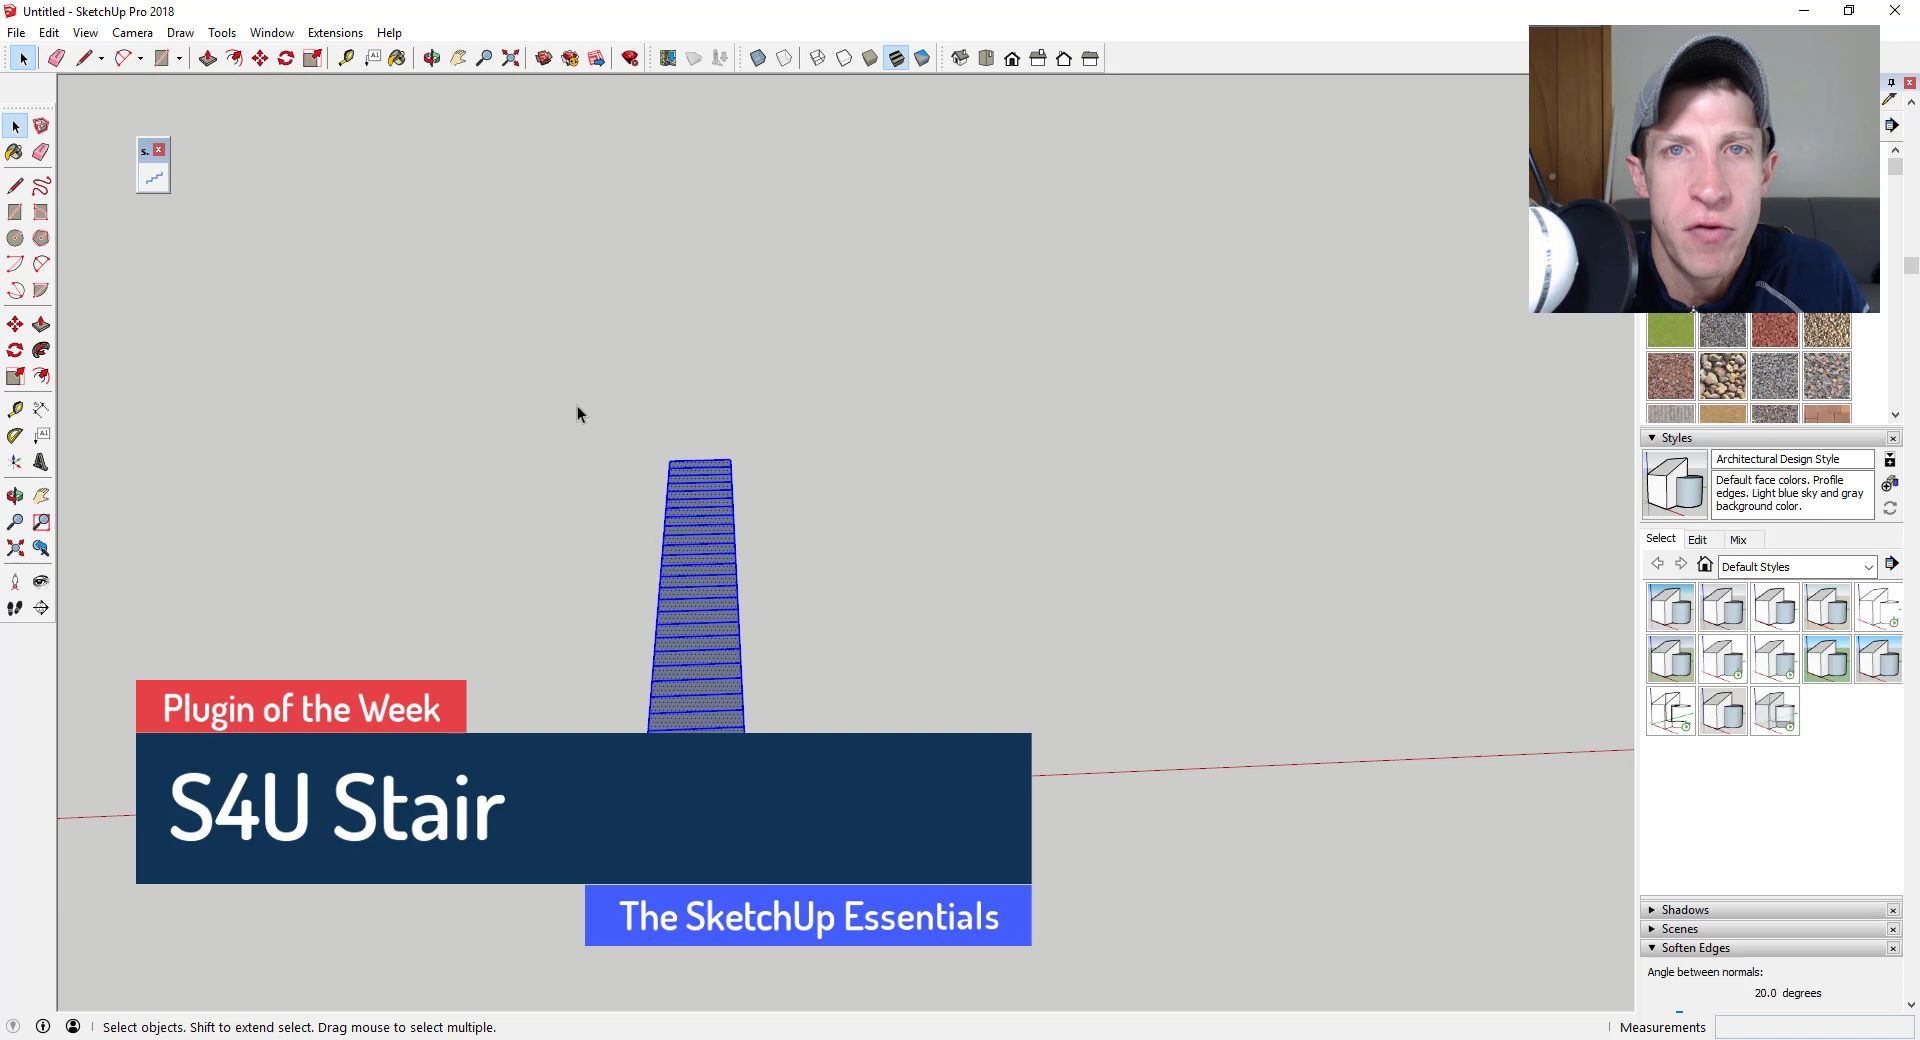 Untitled - SketchUp Pro 2018
File Edit View Camera Draw Tools Window Extensions Help
s.
A1
A1
Styles
Architectural Design Style
Default face colors. Profile
edges. Light blue sky and gray
background color.
Select Edit Mix
Default Styles
Plugin of the Week
S4U Stair
The SketchUp Essentials
Shadows
Scenes
Soften Edges
Angle between normals:
20.0 degrees
Select objects. Shift to extend select. Drag mouse to select multiple.
Measurements